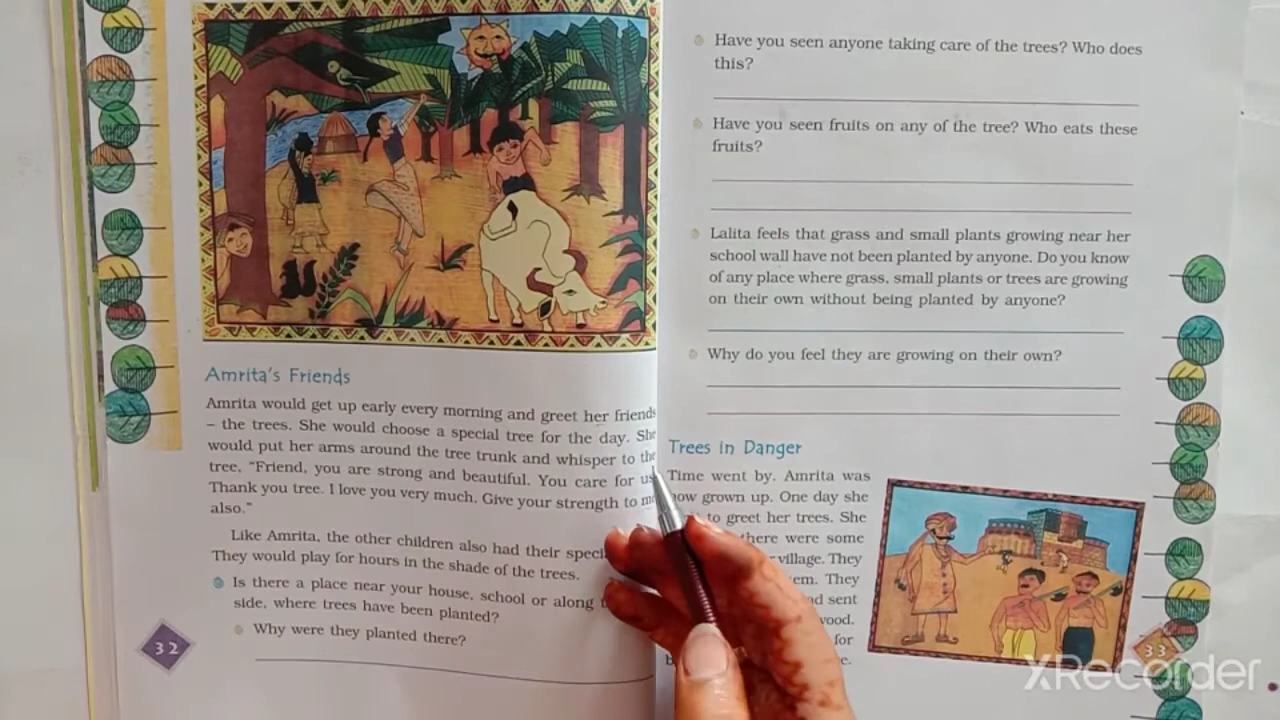 Amrita's Friends
Amrita would get up early every morning and greet her friends
– the trees. She would choose a special tree for the day. She
would put her arms around the tree trunk and whisper to the
tree, "Friend, you are strong and beautiful. You care for us
Thank you tree. I love you very much. Give your strength to me
also."
Like Amrita, the other children also had their
They would play for hours in the shade of the trees.
Is there a place near your house, school or along
side, where trees have been planted?
Why were they planted there?
32
Have you seen anyone taking care of the trees? Who does
this?
Have you seen fruits on any of the tree? Who eats these
fruits?
Lalita feels that grass and small plants growing near her
school wall have not been planted by anyone. Do you know
of any place where grass, small plants or trees are growing
on their own without being planted by anyone?
Why do you feel they are growing on their own?
Trees in Danger
Time went by. Amrita was
now grown up. One day she
to greet her trees. She
there were some
village. They
They
sent
wood.
for
33
XRecorder